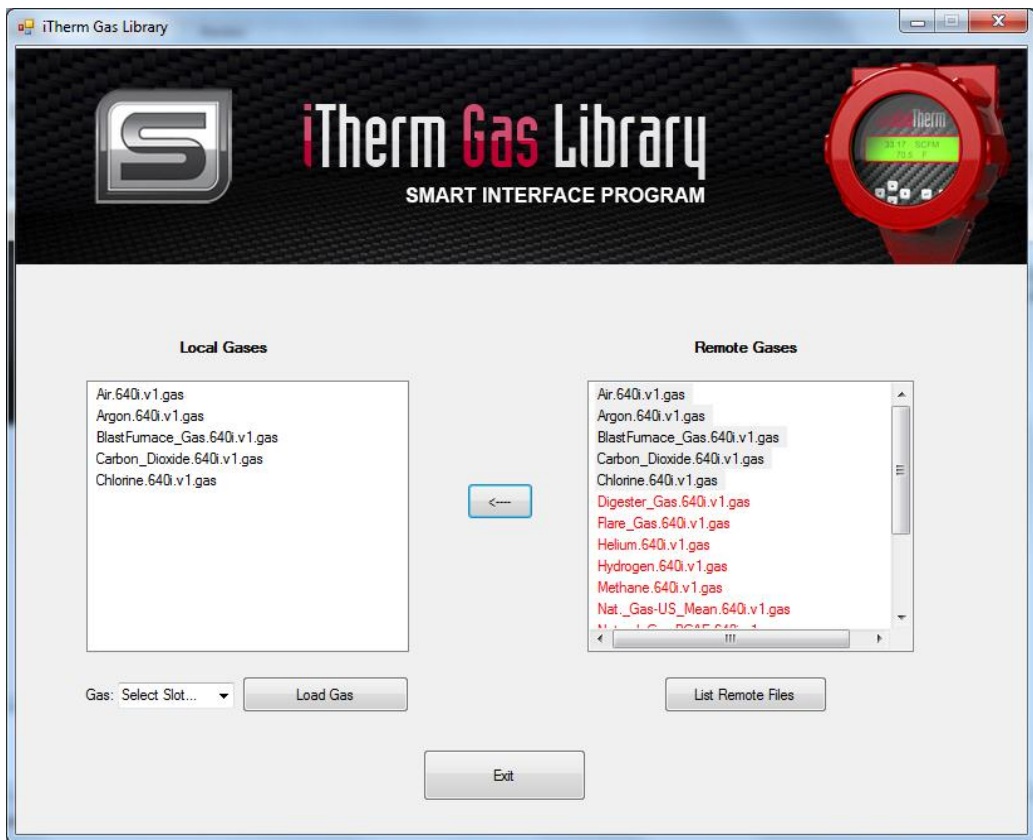 iTherm Gas Library
iTherm Gas Library
SMART INTERFACE PROGRAM
iTherm
33.17 SCFM
70.5 F
Local Gases
Remote Gases
Air.640i.v1.gas
Argon.640i.v1.gas
BlastFurnace_Gas.640i.v1.gas
Carbon_Dioxide.640i.v1.gas
Chlorine.640i.v1.gas
<----
Air.640i.v1.gas
Argon.640i.v1.gas
BlastFurnace_Gas.640i.v1.gas
Carbon_Dioxide.640i.v1.gas
Chlorine.640i.v1.gas
Digester_Gas.640i.v1.gas
Flare_Gas.640i.v1.gas
Helium.640i.v1.gas
Hydrogen.640i.v1.gas
Methane.640i.v1.gas
Nat._Gas-US_Mean.640i.v1.gas
Gas: Select Slot...
Load Gas
List Remote Files
Exit